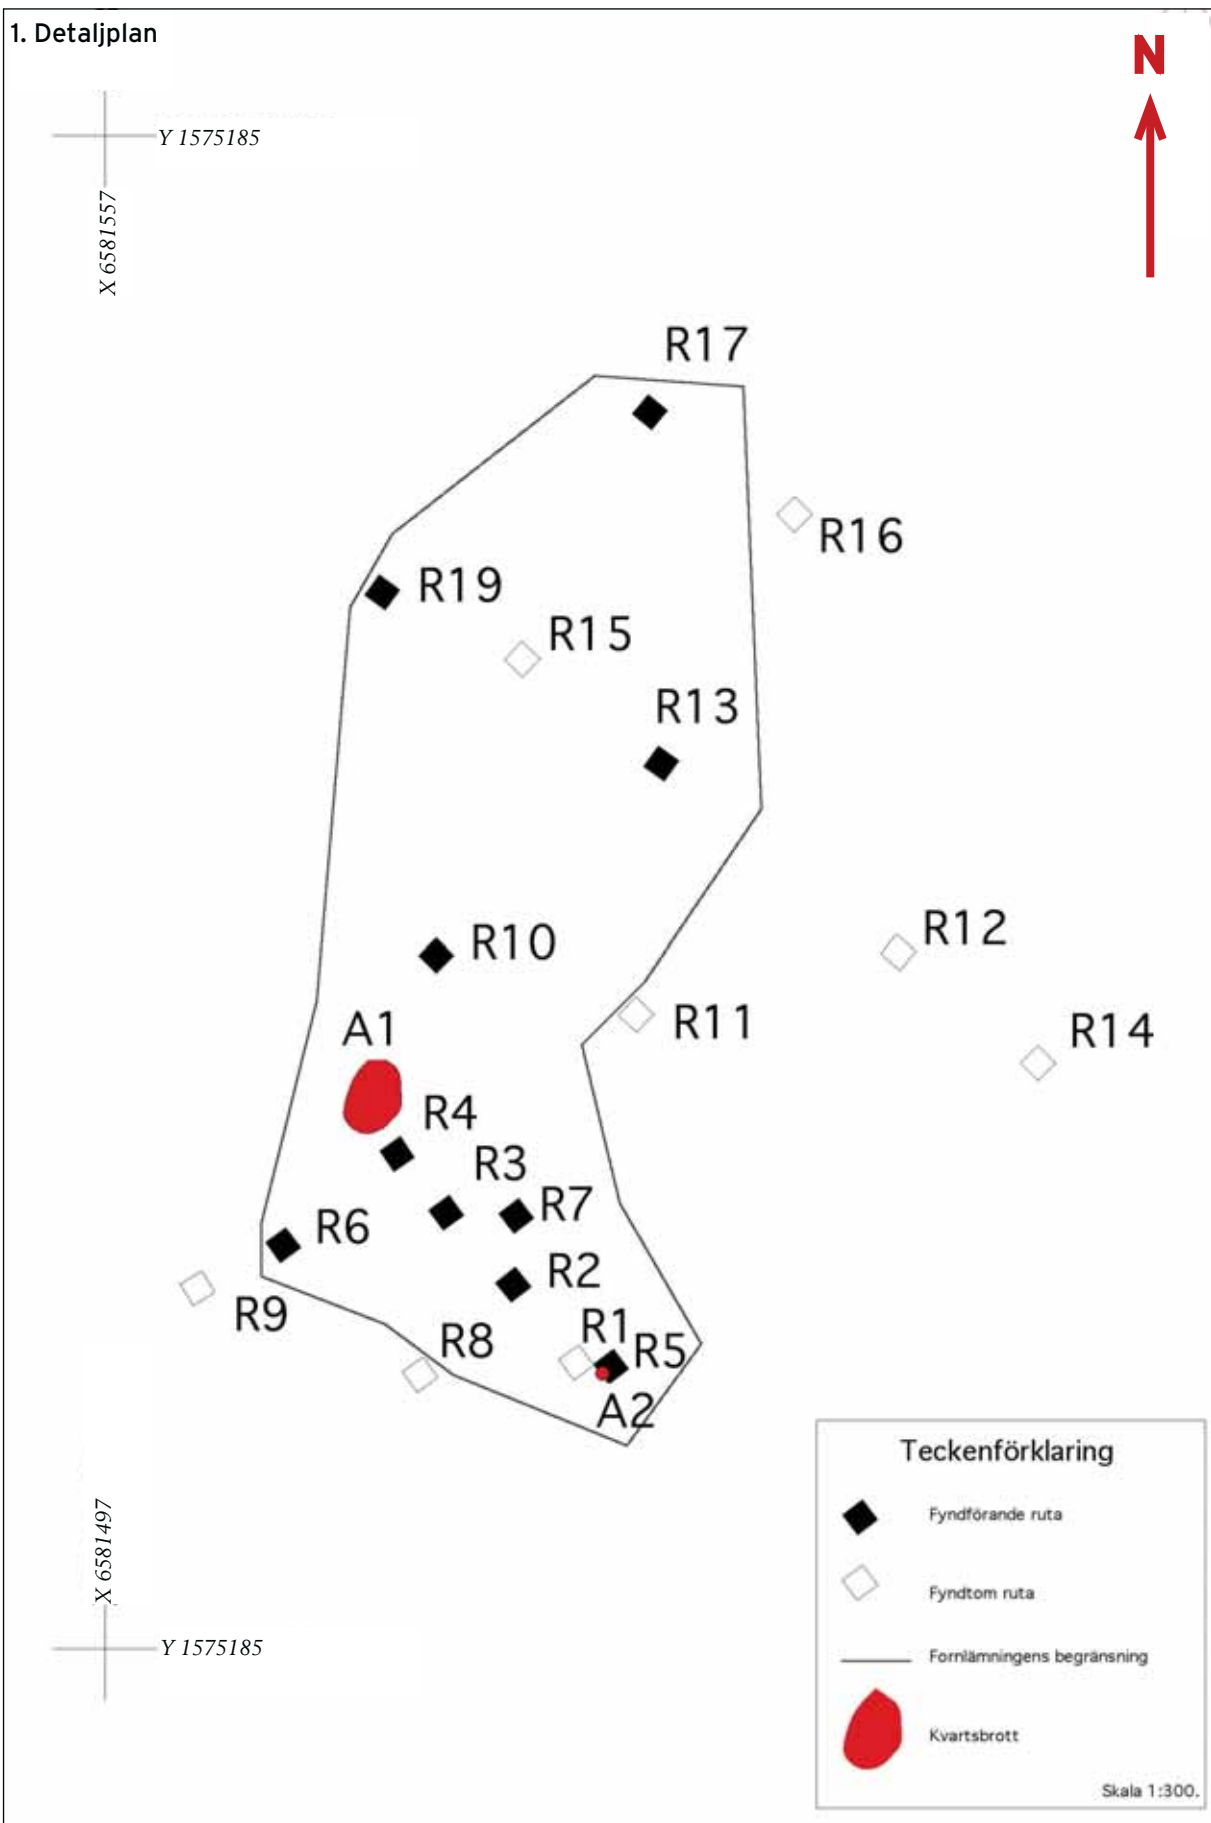 1. Detaljplan
N
Y 1575185
X 6581557
R17
R16
R19
R15
R13
R10
R12
R11
A1
R14
R4
R3
R7
R6
R2
R9
R1
R8
R5
A2
Teckenförklaring
Fyndförande ruta
Fyndtom ruta
Fornlämningens begränsning
Kvartsbrott
Skala 1:300.
X 6581497
Y 1575185